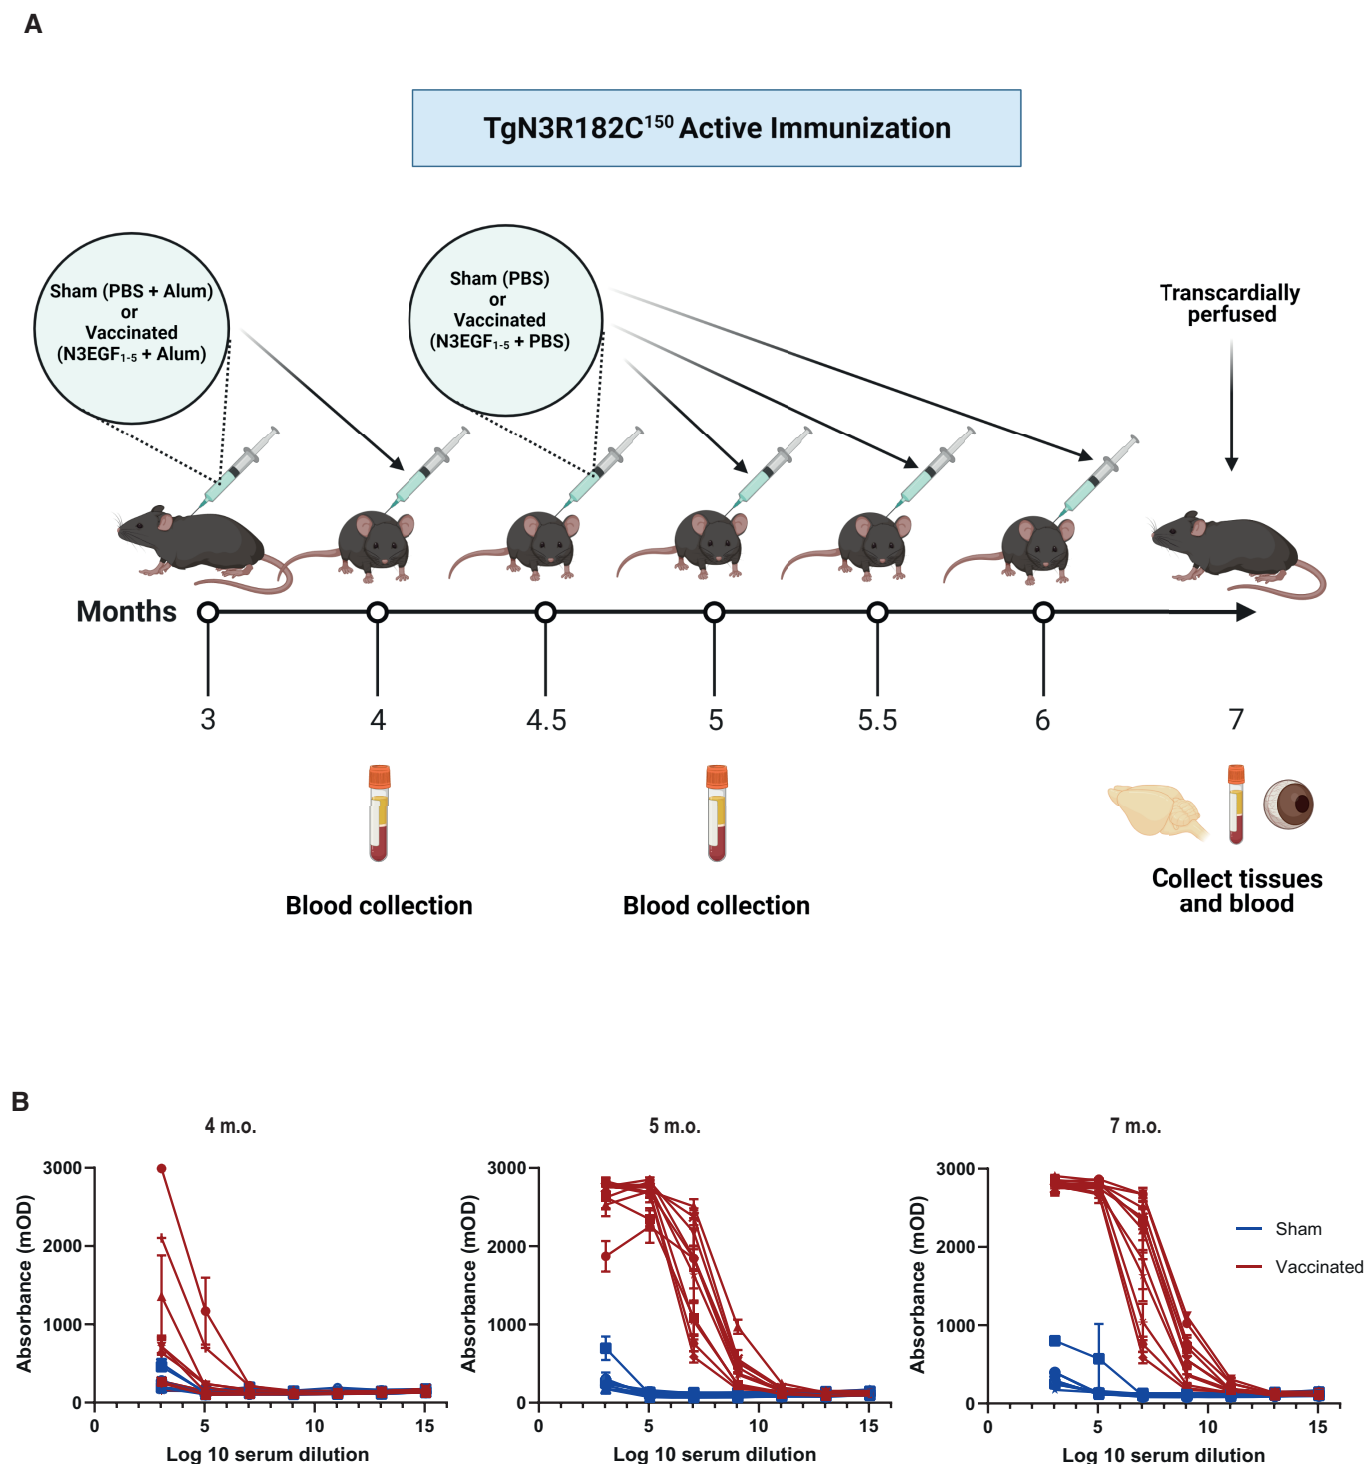 A
TgN3R182C¹⁵⁰ Active Immunization
Sham (PBS + Alum)
or
Vaccinated
(N3EGF₁₋₅ + Alum)
Sham (PBS)
or
Vaccinated
(N3EGF₁₋₅ + PBS)
Transcardially
perfused
Months
3
4
4.5
5
5.5
6
7
Blood collection
Blood collection
Collect tissues
and blood
B
4 m.o.
Absorbance (mOD)
3000
2000
1000
0
0
5
10
15
Log 10 serum dilution
5 m.o.
Absorbance (mOD)
3000
2000
1000
0
0
5
10
15
Log 10 serum dilution
7 m.o.
Absorbance (mOD)
3000
2000
1000
0
0
5
10
15
Log 10 serum dilution
Sham
Vaccinated